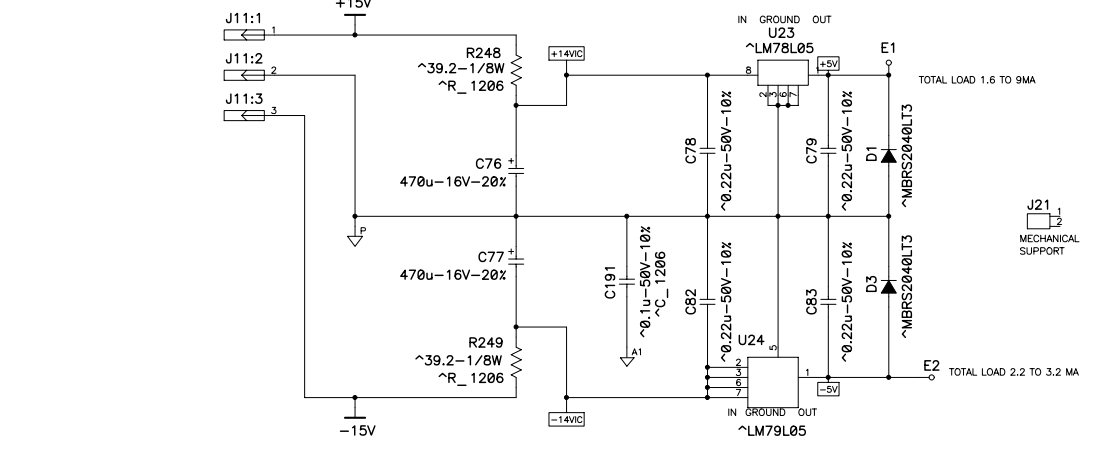 J11:1
1
+15V
J11:2
2
J11:3
3
R248
^39.2-1/8W
^R_1206
+14VIC
IN GROUND OUT
U23
^LM78L05
8
2
3
6
7
1
+5V
E1
TOTAL LOAD 1.6 TO 9MA
C76
+
470u-16V-20%
C78
^0.22u-50V-10%
C79
^0.22u-50V-10%
D1
^MBRS2040LT3
P
J21
1
2
MECHANICAL
SUPPORT
C77
+
470u-16V-20%
C191
^0.1u-50V-10%
^C_1206
A1
C82
^0.22u-50V-10%
C83
^0.22u-50V-10%
D3
^MBRS2040LT3
R249
^39.2-1/8W
^R_1206
U24
5
2
3
6
7
1
-5V
E2
TOTAL LOAD 2.2 TO 3.2 MA
IN GROUND OUT
^LM79L05
-14VIC
-15V